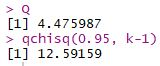 > Q
[1] 4.475987
> qchisq(0.95, k-1)
[1] 12.59159